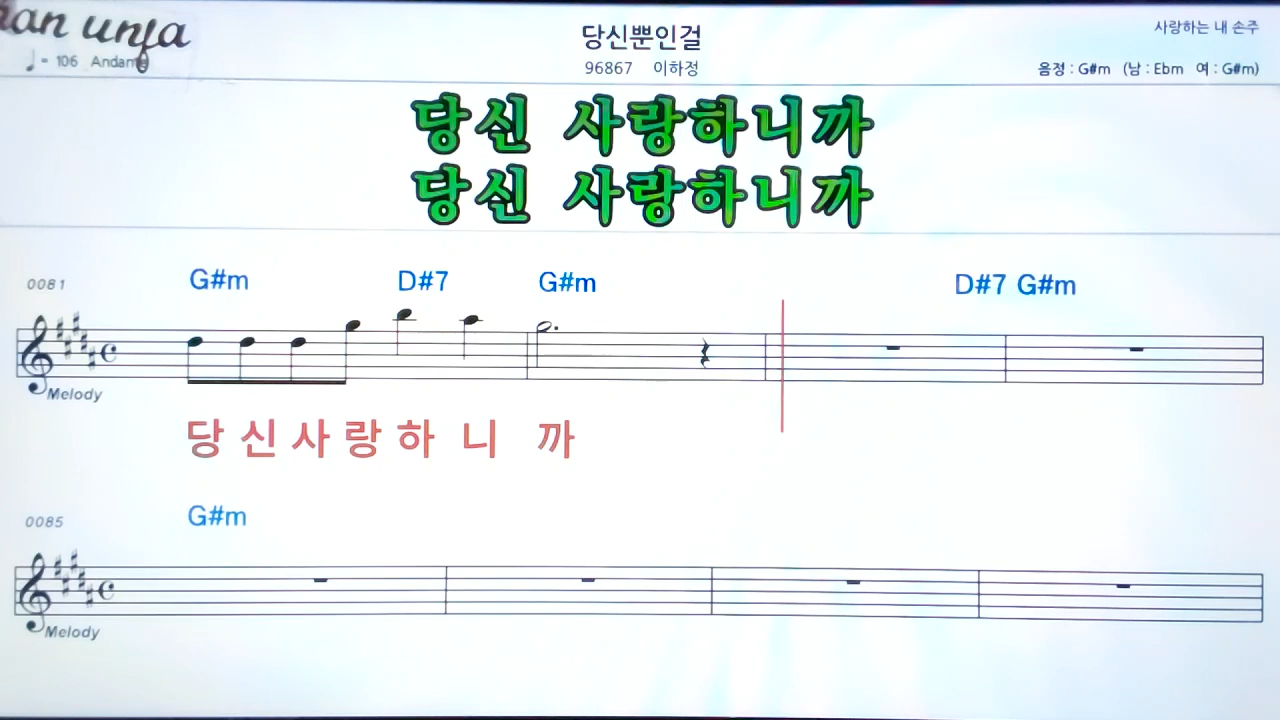 an unja
당신뿐인걸
사랑하는 내 손주
♩= 106 Andante
96867 이하정
음정 : G#m (남 : Ebm 여 : G#m)
당신 사랑하니까
당신 사랑하니까
0081 G#m D#7 G#m D#7 G#m
Melody
당 신 사 랑 하 니 까
0085 G#m
Melody